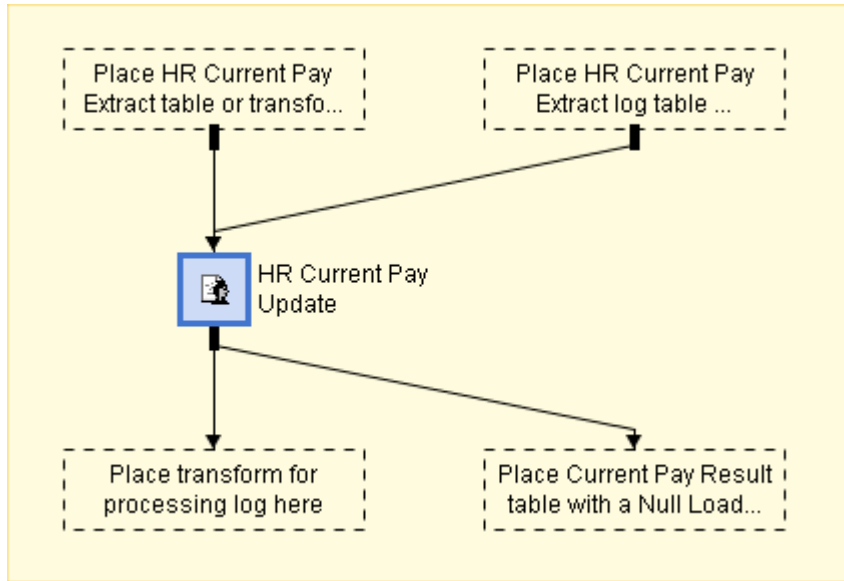 Place HR Current Pay
Extract table or transfo...
Place HR Current Pay
Extract log table ...
HR Current Pay
Update
Place transform for
processing log here
Place Current Pay Result
table with a Null Load...